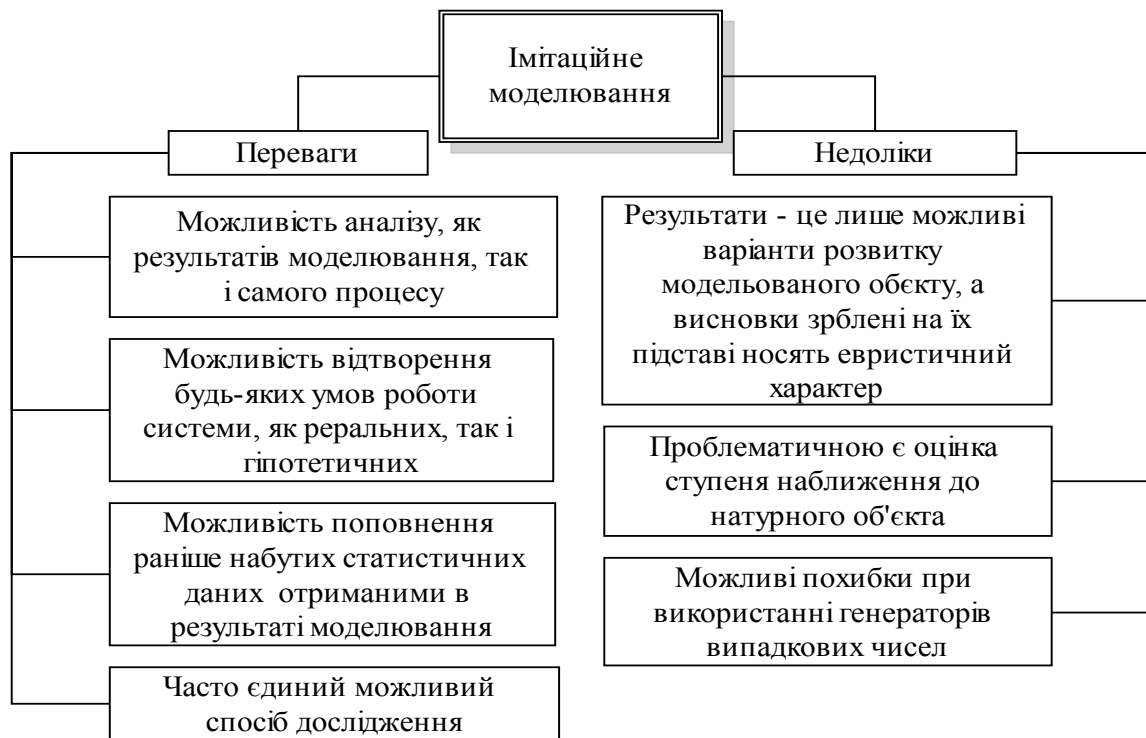 Імітаційне
моделювання
Переваги
Недоліки
Можливість аналізу, як
результатів моделювання, так
і самого процесу
Можливість відтворення
будь-яких умов роботи
системи, як реральних, так і
гіпотетичних
Можливість поповнення
раніше набутих статистичних
даних отриманими в
результаті моделювання
Часто єдиний можливий
спосіб дослідження
Результати - це лише можливі
варіанти розвитку
модельованого обєкту, а
висновки зрблені на їх
підставі носять евристичний
характер
Проблематичною є оцінка
ступеня наближення до
натурного об'єкта
Можливі похибки при
використанні генераторів
випадкових чисел